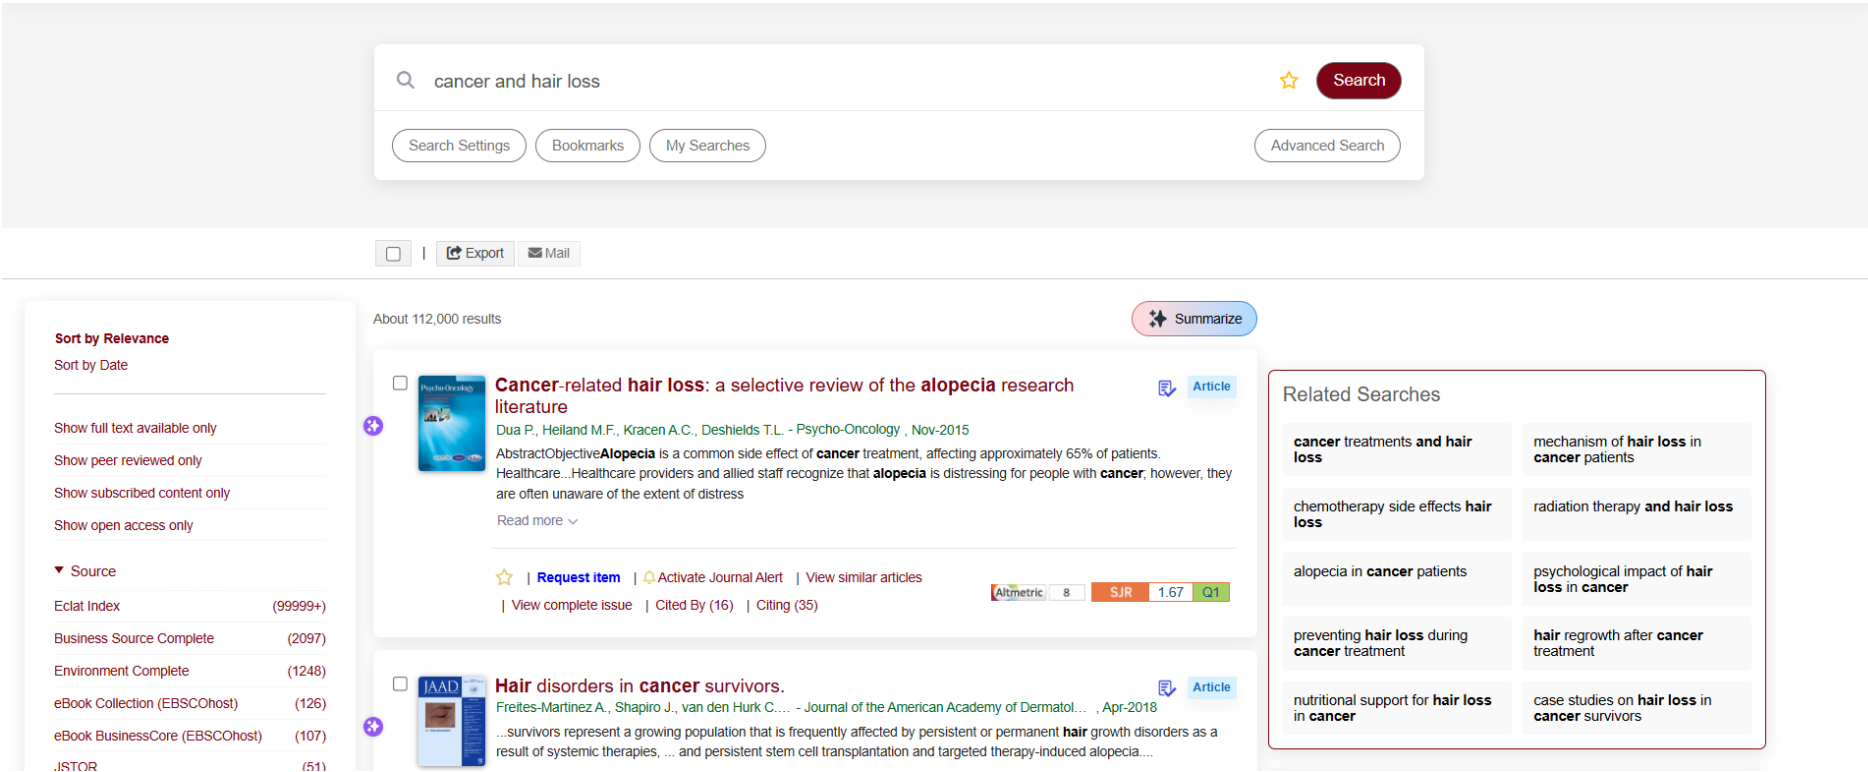 cancer and hair loss
Search
Search Settings
Bookmarks
My Searches
Advanced Search
| Export Mail
About 112,000 results
Summarize
Sort by Relevance
Sort by Date
Show full text available only
Show peer reviewed only
Show subscribed content only
Show open access only
Source
Eclat Index (99999+)
Business Source Complete (2097)
Environment Complete (1248)
eBook Collection (EBSCOhost) (126)
eBook BusinessCore (EBSCOhost) (107)
JSTOR (51)
Psycho-Oncology
Cancer-related hair loss: a selective review of the alopecia research
literature
Article
Dua P., Heiland M.F., Kracen A.C., Deshields T.L. - Psycho-Oncology , Nov-2015
AbstractObjectiveAlopecia is a common side effect of cancer treatment, affecting approximately 65% of patients.
Healthcare...Healthcare providers and allied staff recognize that alopecia is distressing for people with cancer; however, they
are often unaware of the extent of distress
Read more
| Request item | Activate Journal Alert | View similar articles
| View complete issue | Cited By (16) | Citing (35)
Altmetric 8 SJR 1.67 Q1
JAAD
Hair disorders in cancer survivors.
Article
Freites-Martinez A., Shapiro J., van den Hurk C.... - Journal of the American Academy of Dermatol... , Apr-2018
...survivors represent a growing population that is frequently affected by persistent or permanent hair growth disorders as a
result of systemic therapies, ... and persistent stem cell transplantation and targeted therapy-induced alopecia....
Related Searches
cancer treatments and hair
loss
mechanism of hair loss in
cancer patients
chemotherapy side effects hair
loss
radiation therapy and hair loss
alopecia in cancer patients
psychological impact of hair
loss in cancer
preventing hair loss during
cancer treatment
hair regrowth after cancer
treatment
nutritional support for hair loss
in cancer
case studies on hair loss in
cancer survivors